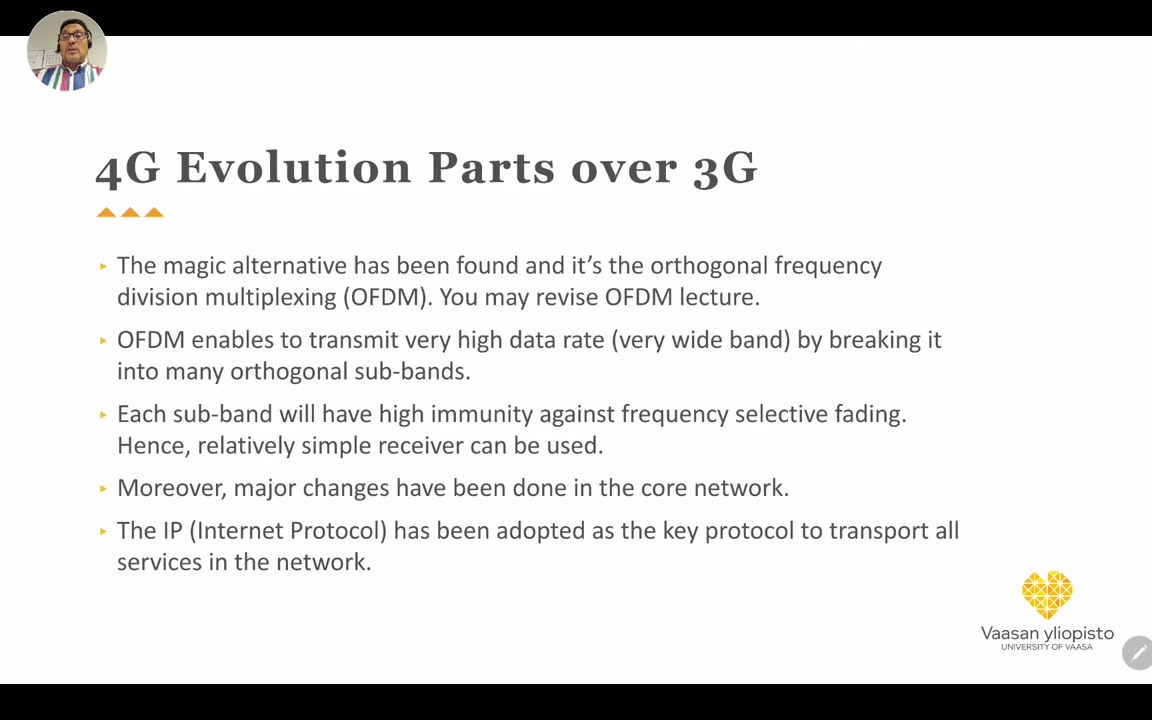 4G Evolution Parts over 3G
The magic alternative has been found and it’s the orthogonal frequency
division multiplexing (OFDM). You may revise OFDM lecture.
OFDM enables to transmit very high data rate (very wide band) by breaking it
into many orthogonal sub-bands.
Each sub-band will have high immunity against frequency selective fading.
Hence, relatively simple receiver can be used.
Moreover, major changes have been done in the core network.
The IP (Internet Protocol) has been adopted as the key protocol to transport all
services in the network.
Vaasan yliopisto
UNIVERSITY OF VAASA